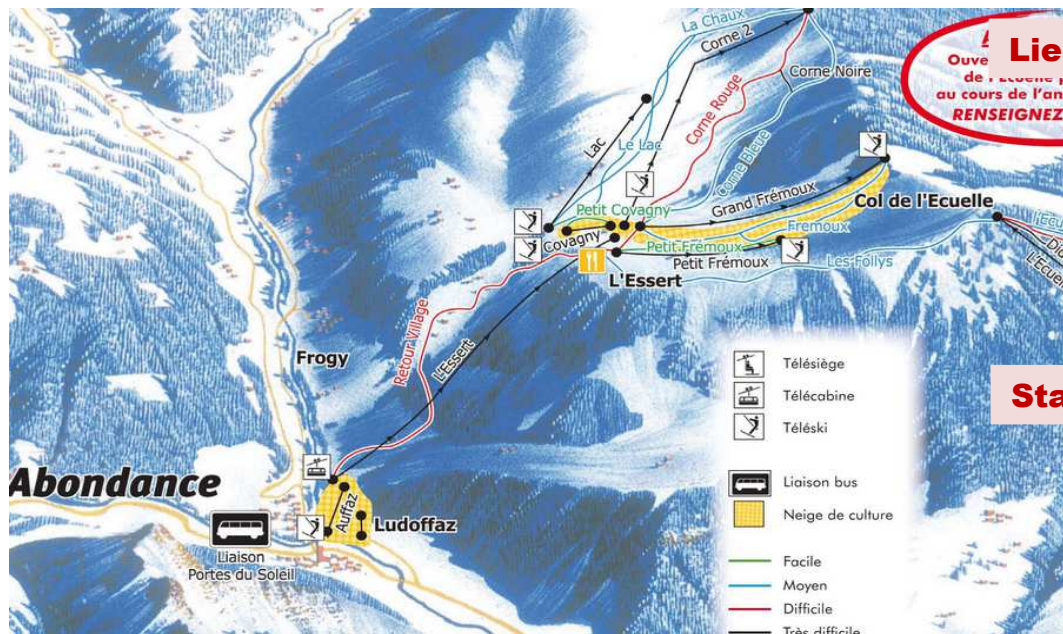 La Chaux
Corne 2
Corne Noire
Corne Rouge
Lac
Le Lac
Corne Bleue
Grand Frémoux
Col de l'Ecuelle
Petit Covagny
Covagny
Fremoux
Petit Frémoux
Petit Frémoux
Les Follys
L'Essert
Retour Village
L'Essert
Frogy
Abondance
Auffaz
Ludoffaz
Liaison
Portes du Soleil
Lie
Ouve
de l'Ecuelle p
au cours de l'an
RENSEIGNEZ
Sta
Télésiège
Télécabine
Téléski
Liaison bus
Neige de culture
Facile
Moyen
Difficile
Très difficile